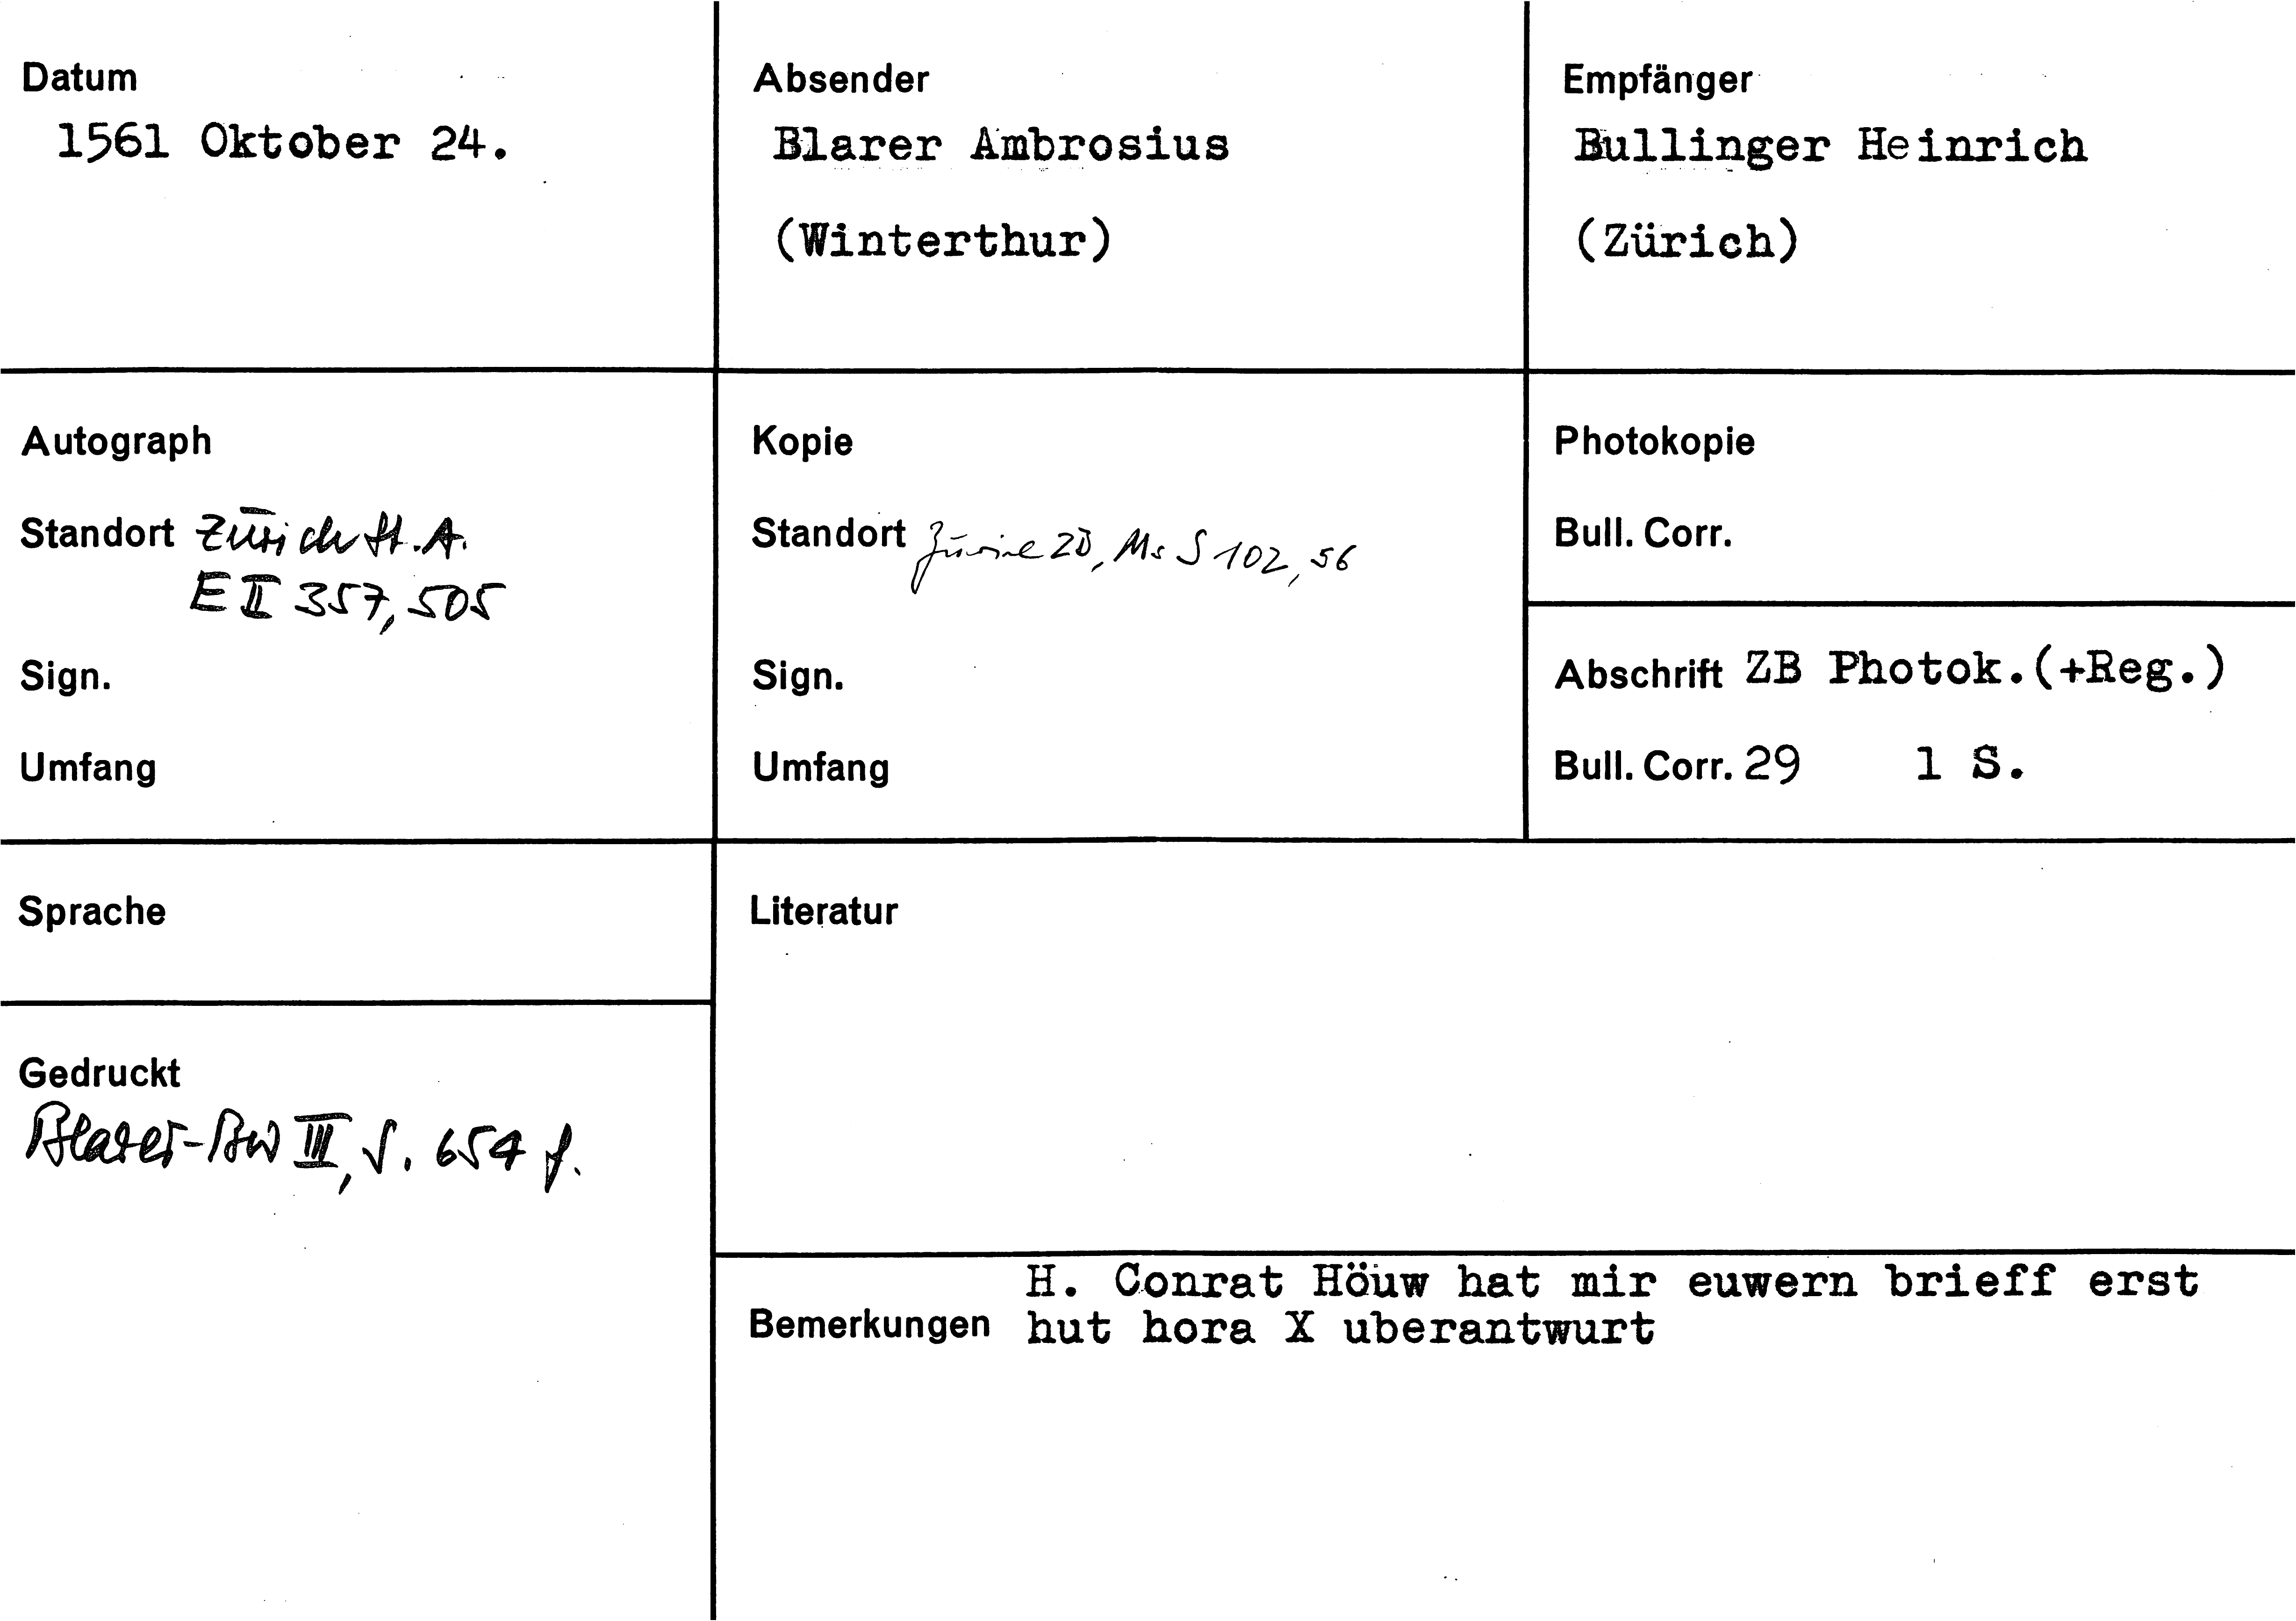 Datum
1561 Oktober 24.
Absender
Blarer Ambrosius
(Winterthur)
Empfänger
Bullinger Heinrich
(Zürich)
Autograph
Standort Zürich St.A.
E II 357, 505
Sign.
Umfang
Kopie
Standort Zürich ZB, Ms S 102, 56
Sign.
Umfang
Photokopie
Bull. Corr.
Abschrift ZB Photok.(+Reg.)
Bull. Corr. 29 1 S.
Sprache
Literatur
Gedruckt
Blarer-Bw III, S. 654 f.
H. Conrat Höuw hat mir euwern brieff erst
Bemerkungen hut hora X uberantwurt